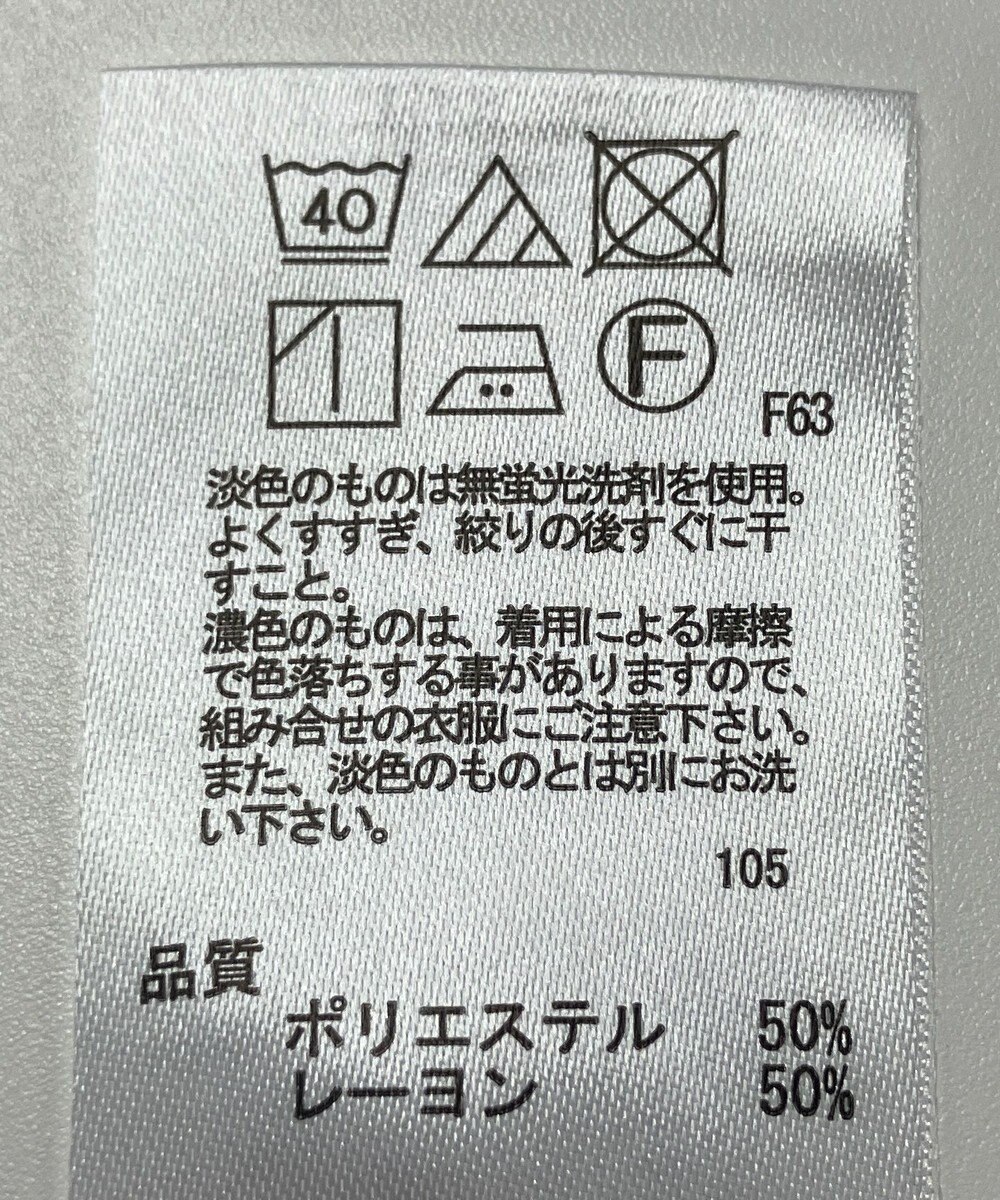 40
F
F63
淡色のものは無蛍光洗剤を使用。
よくすすぎ、絞りの後すぐに干
すこと。
濃色のものは、着用による摩擦
で色落ちする事がありますので、
組み合せの衣服にご注意下さい。
また、淡色のものとは別にお洗
い下さい。
105
品質
ポリエステル 50%
レーヨン 50%